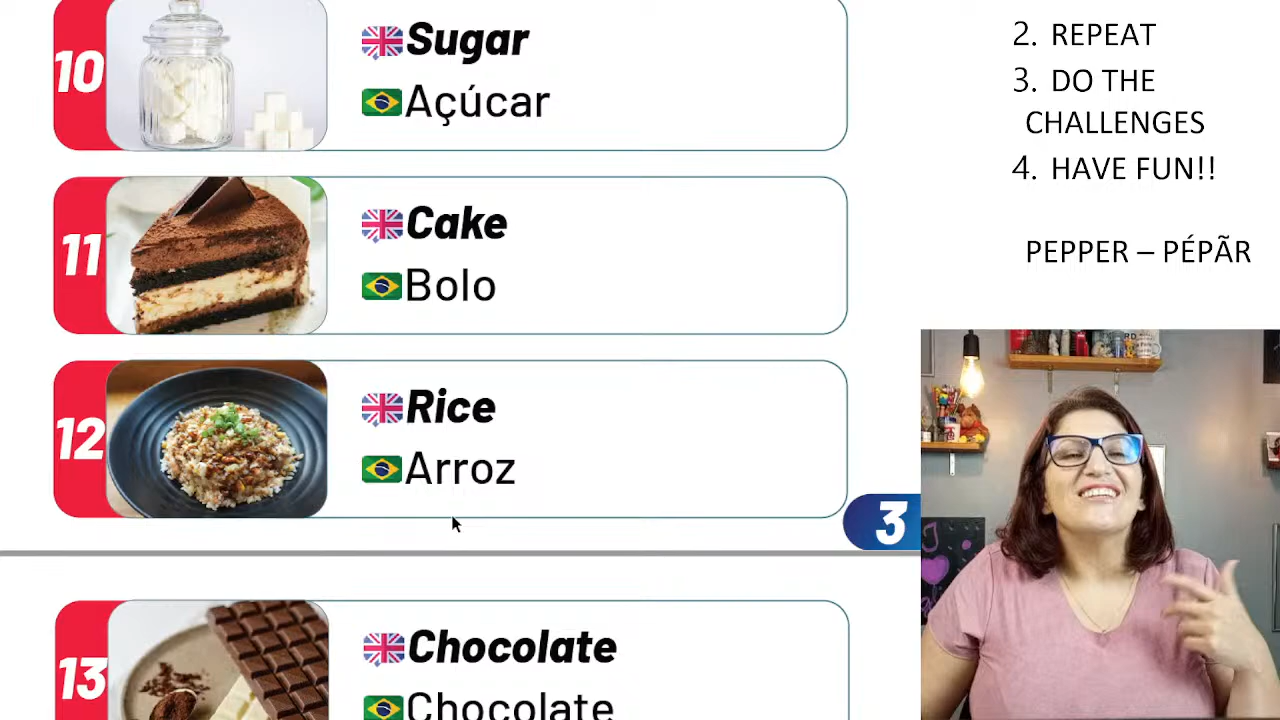 10
Sugar
Açúcar
11
Cake
Bolo
12
Rice
Arroz
3
13
Chocolate
Chocolate
2. REPEAT
3. DO THE
CHALLENGES
4. HAVE FUN!!
PEPPER – PÉPÃR